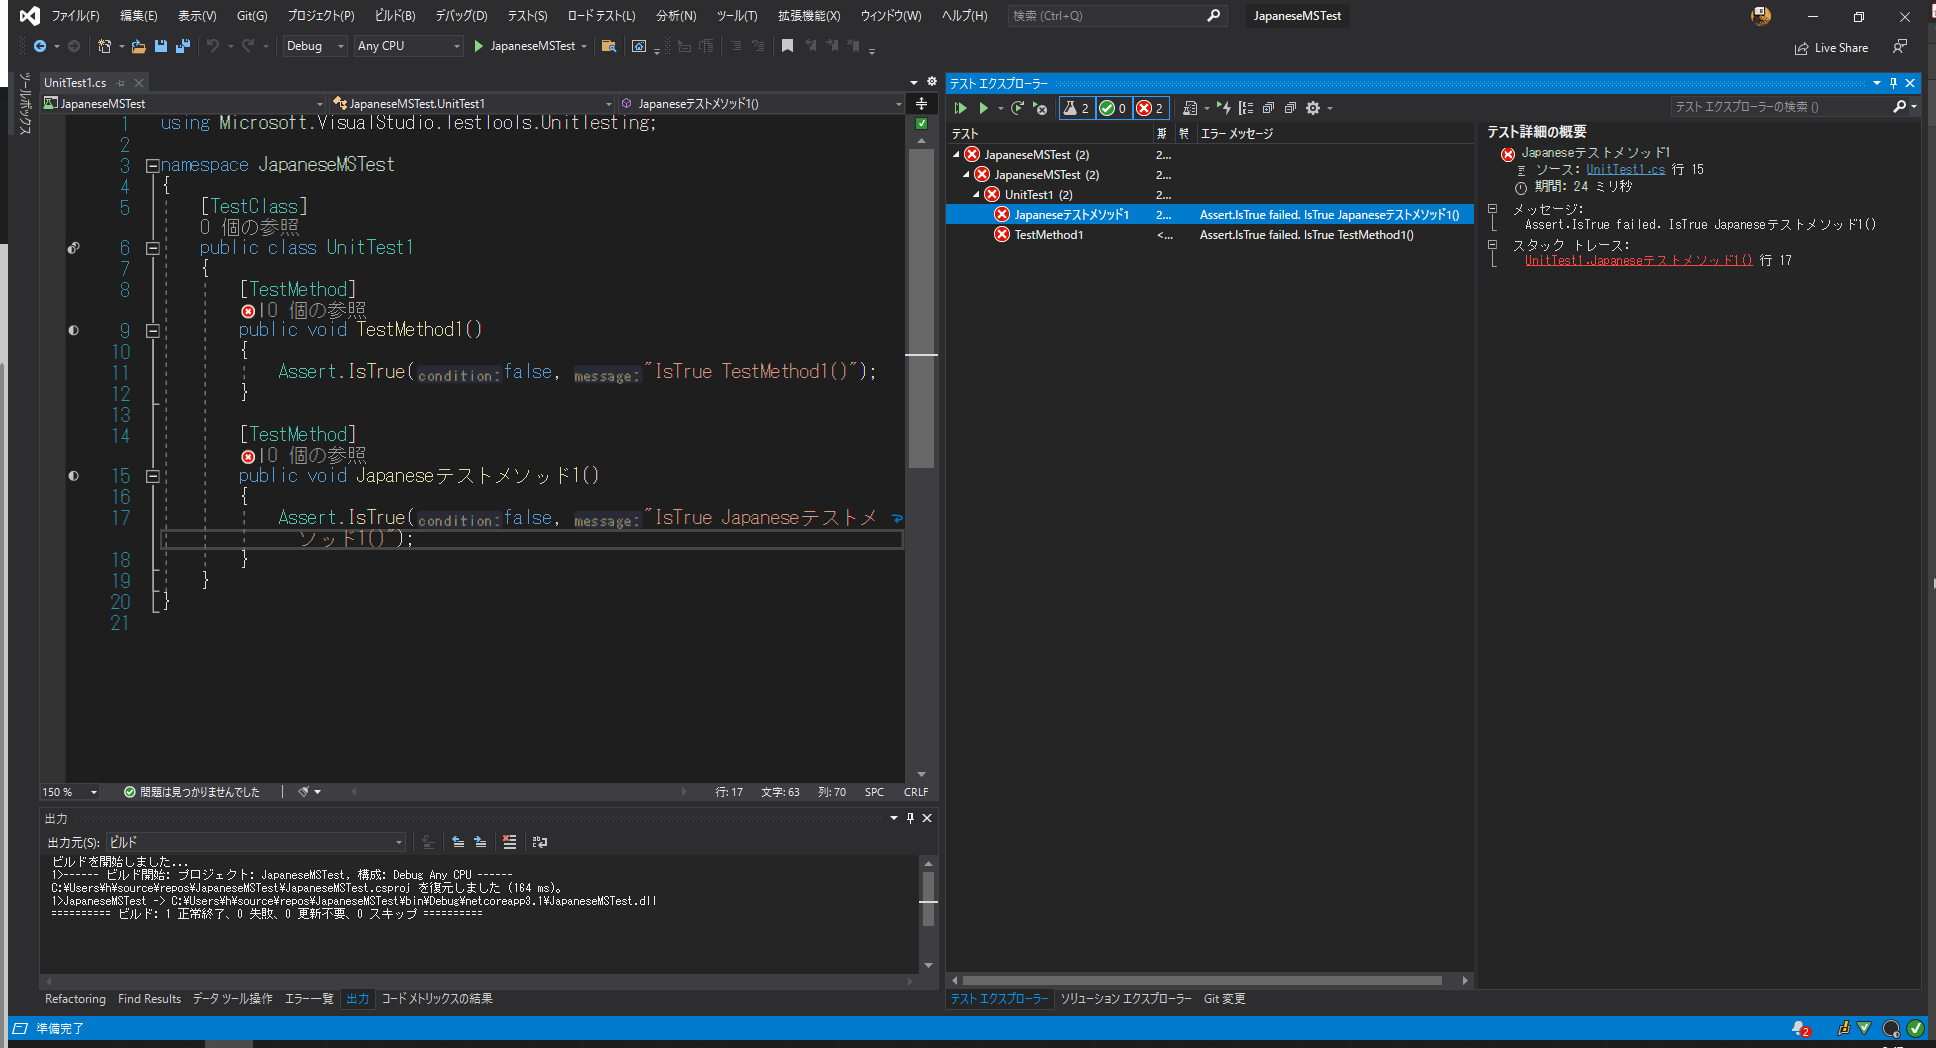 ファイル(F) 編集(E) 表示(V) Git(G) プロジェクト(P) ビルド(B) デバッグ(D) テスト(S) ロード テスト(L) 分析(N) ツール(T) 拡張機能(X) ウィンドウ(W) ヘルプ(H) 検索 (Ctrl+Q) JapaneseMSTest
Debug Any CPU JapaneseMSTest Live Share
ツールボックス
UnitTest1.cs
JapaneseMSTest JapaneseMSTest.UnitTest1 Japaneseテストメソッド1()
1 using Microsoft.VisualStudio.TestTools.UnitTesting;
2
3 namespace JapaneseMSTest
4 {
5 [TestClass]
0 個の参照
6 public class UnitTest1
7 {
8 [TestMethod]
|0 個の参照
9 public void TestMethod1()
10 {
11 Assert.IsTrue(condition:false, message:"IsTrue TestMethod1()");
12 }
13
14 [TestMethod]
|0 個の参照
15 public void Japaneseテストメソッド1()
16 {
17 Assert.IsTrue(condition:false, message:"IsTrue Japaneseテストメ
ソッド1()");
18 }
19 }
20 }
21
150 % 問題は見つかりませんでした 行: 17 文字: 63 列: 70 SPC CRLF
出力
出力元(S): ビルド
ビルドを開始しました...
1>------ ビルド開始: プロジェクト: JapaneseMSTest, 構成: Debug Any CPU ------
C:¥Users¥h¥source¥repos¥JapaneseMSTest¥JapaneseMSTest.csproj を復元しました (164 ms)。
1>JapaneseMSTest -> C:¥Users¥h¥source¥repos¥JapaneseMSTest¥bin¥Debug¥netcoreapp3.1¥JapaneseMSTest.dll
========== ビルド: 1 正常終了、0 失敗、0 更新不要、0 スキップ ==========
Refactoring Find Results データ ツール操作 エラー一覧 出力 コード メトリックスの結果
テスト エクスプローラー
2 0 2 テスト エクスプローラーの検索 ()
テスト 期 特 エラー メッセージ
JapaneseMSTest (2) 2...
JapaneseMSTest (2) 2...
UnitTest1 (2) 2...
Japaneseテストメソッド1 2... Assert.IsTrue failed. IsTrue Japaneseテストメソッド1()
TestMethod1 <... Assert.IsTrue failed. IsTrue TestMethod1()
テスト詳細の概要
Japaneseテストメソッド1
ソース: UnitTest1.cs 行 15
期間: 24 ミリ秒
メッセージ:
Assert.IsTrue failed. IsTrue Japaneseテストメソッド1()
スタック トレース:
UnitTest1.Japaneseテストメソッド1() 行 17
テスト エクスプローラー ソリューション エクスプローラー Git 変更
準備完了 2